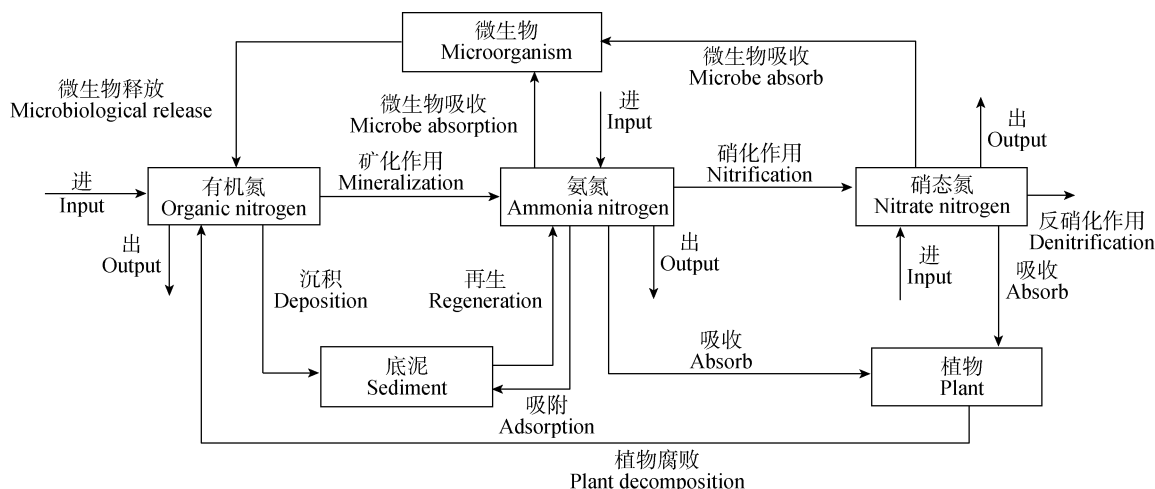 微生物
Microorganism
微生物吸收
Microbe absorb
微生物释放
Microbiological release
微生物吸收
Microbe absorption
进
Input
出
Output
进
Input
有机氮
Organic nitrogen
矿化作用
Mineralization
氨氮
Ammonia nitrogen
硝化作用
Nitrification
硝态氮
Nitrate nitrogen
反硝化作用
Denitrification
出
Output
沉积
Deposition
再生
Regeneration
出
Output
进
Input
吸收
Absorb
底泥
Sediment
吸附
Adsorption
吸收
Absorb
植物
Plant
植物腐败
Plant decomposition